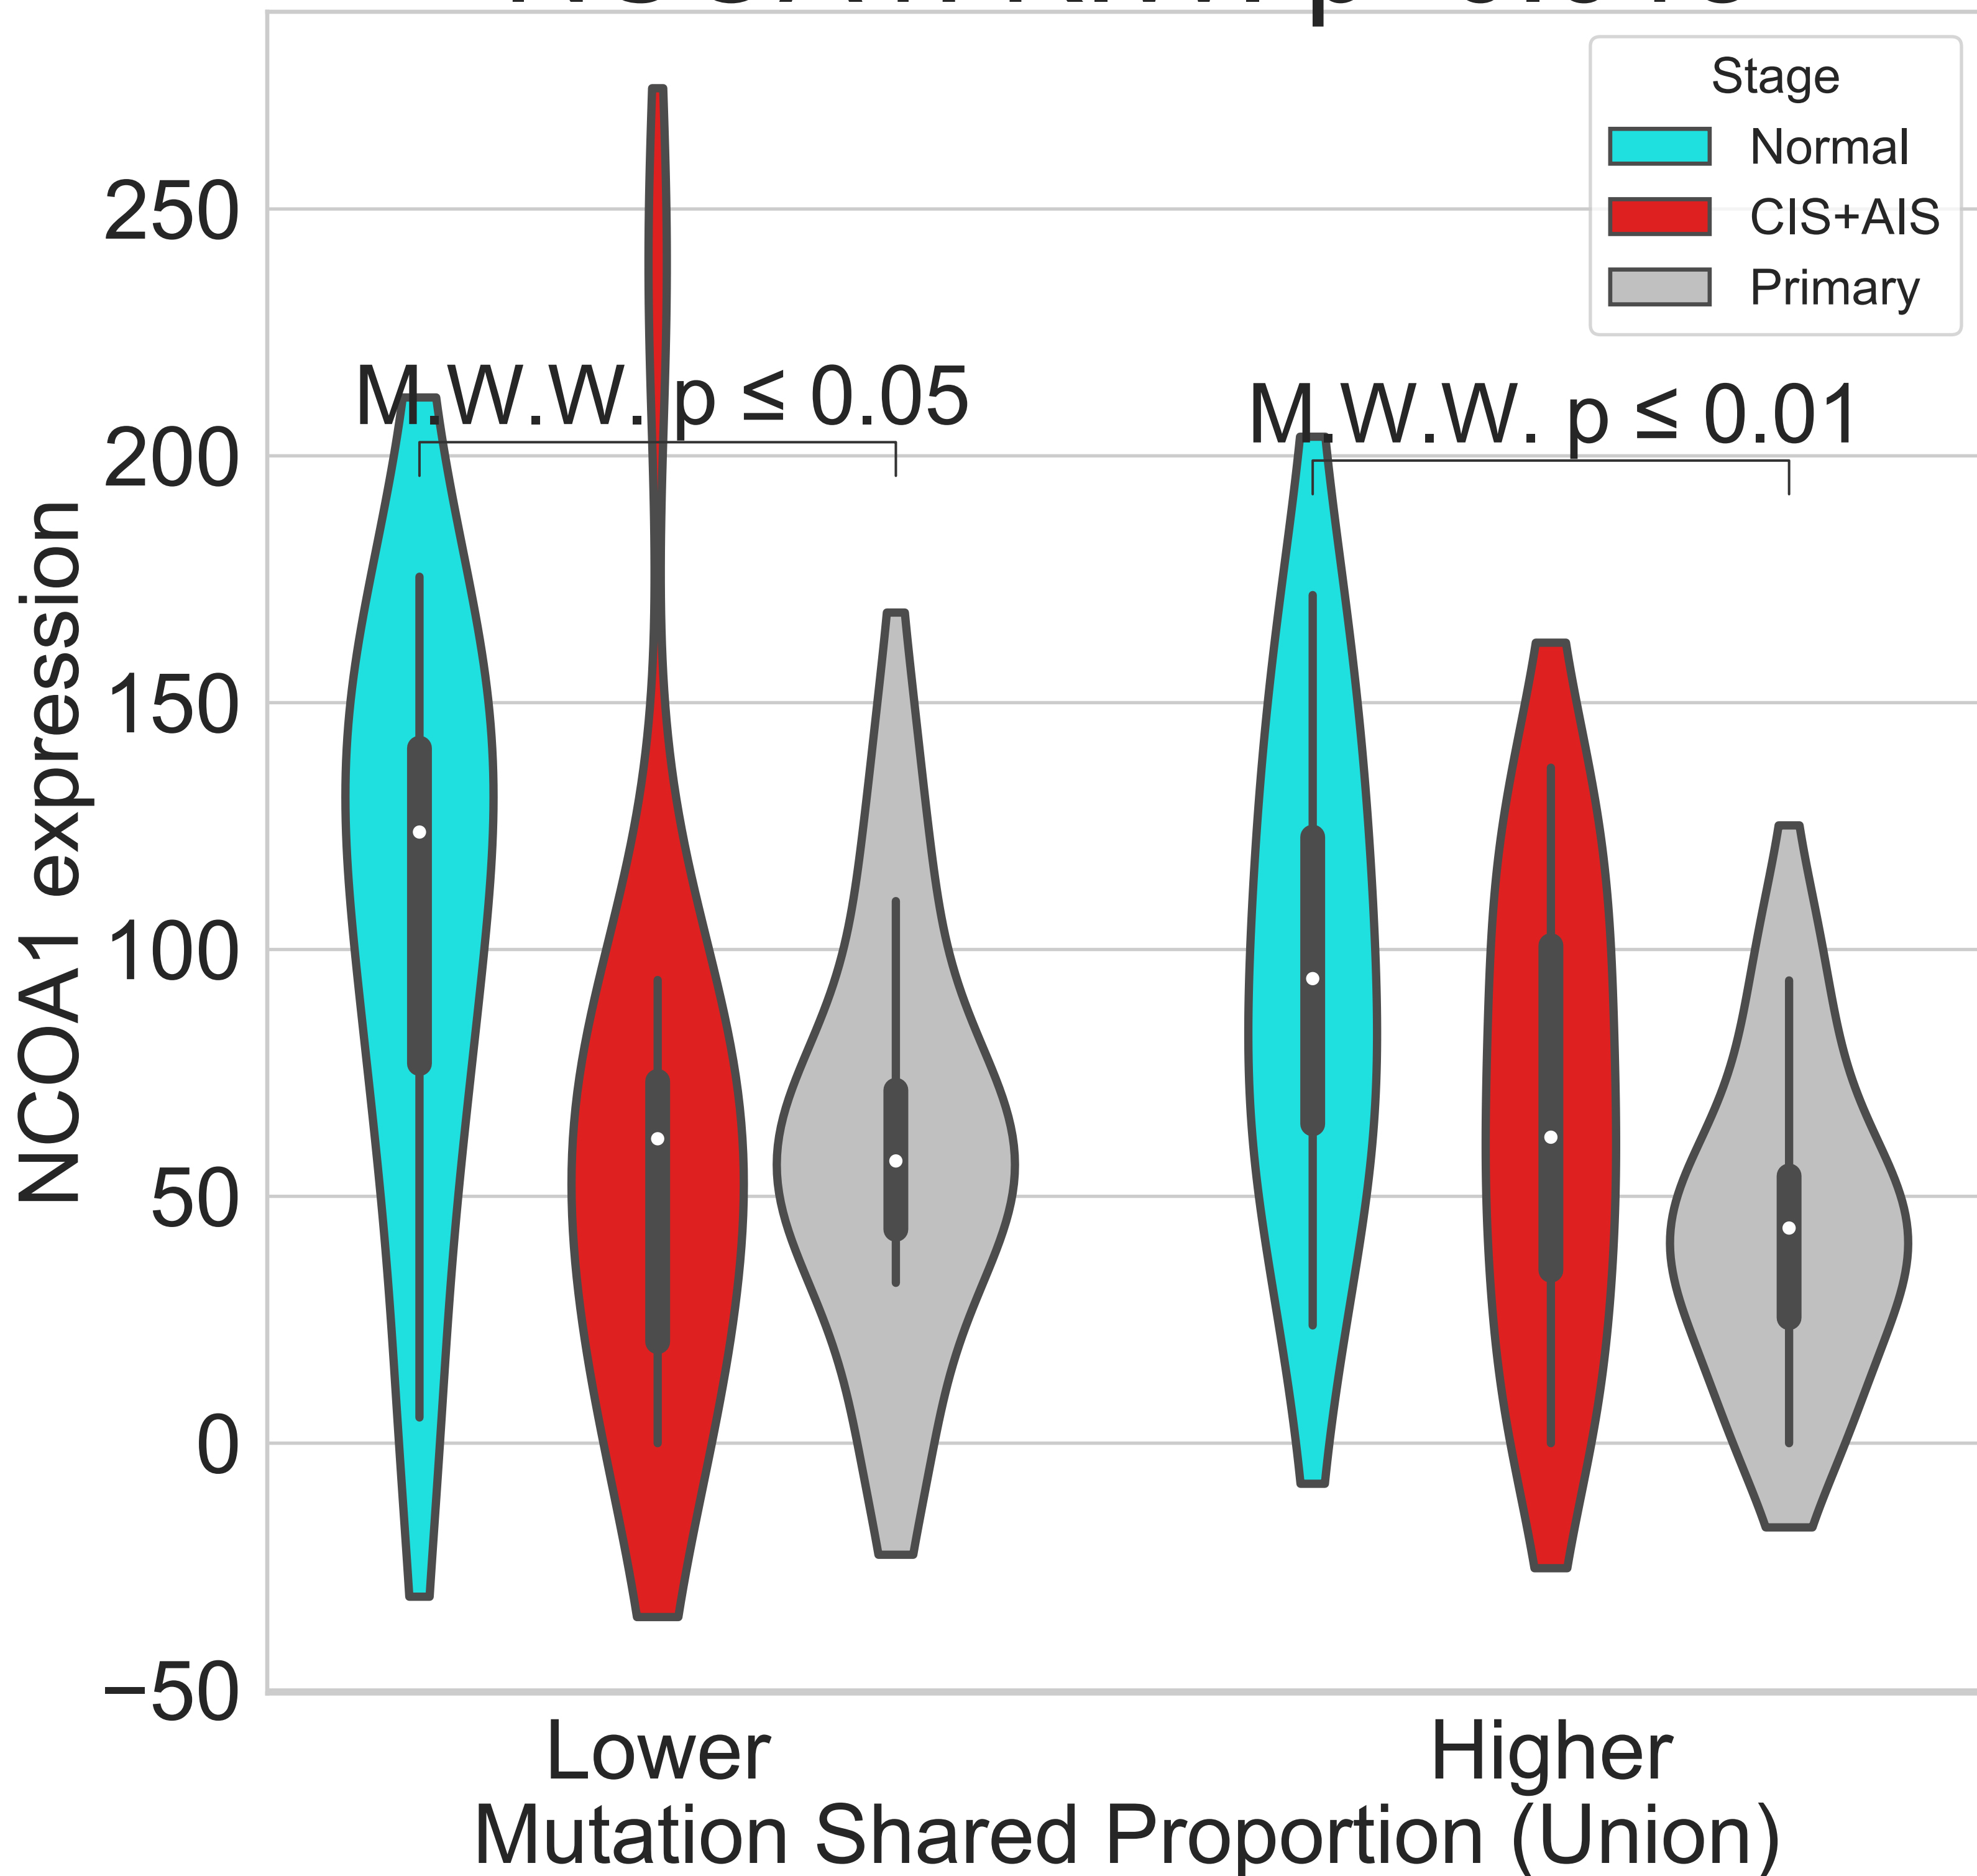 Stage
Normal
CIS+AIS
Primary
M.W.W. p ≤ 0.05
M.W.W. p ≤ 0.01
NCOA1 expression
250
200
150
100
50
0
−50
Lower
Higher
Mutation Shared Proportion (Union)